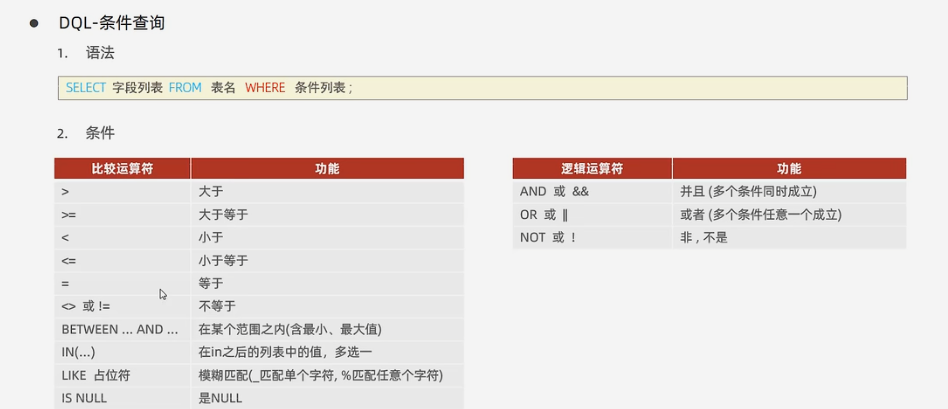 DQL-条件查询
1. 语法
SELECT 字段列表 FROM 表名 WHERE 条件列表 ;
2. 条件
比较运算符 功能
> 大于
>= 大于等于
< 小于
<= 小于等于
= 等于
<> 或 != 不等于
BETWEEN ... AND ... 在某个范围之内(含最小、最大值)
IN(...) 在in之后的列表中的值，多选一
LIKE 占位符 模糊匹配(_匹配单个字符, %匹配任意个字符)
IS NULL 是NULL
逻辑运算符 功能
AND 或 && 并且 (多个条件同时成立)
OR 或 || 或者 (多个条件任意一个成立)
NOT 或 ! 非 , 不是